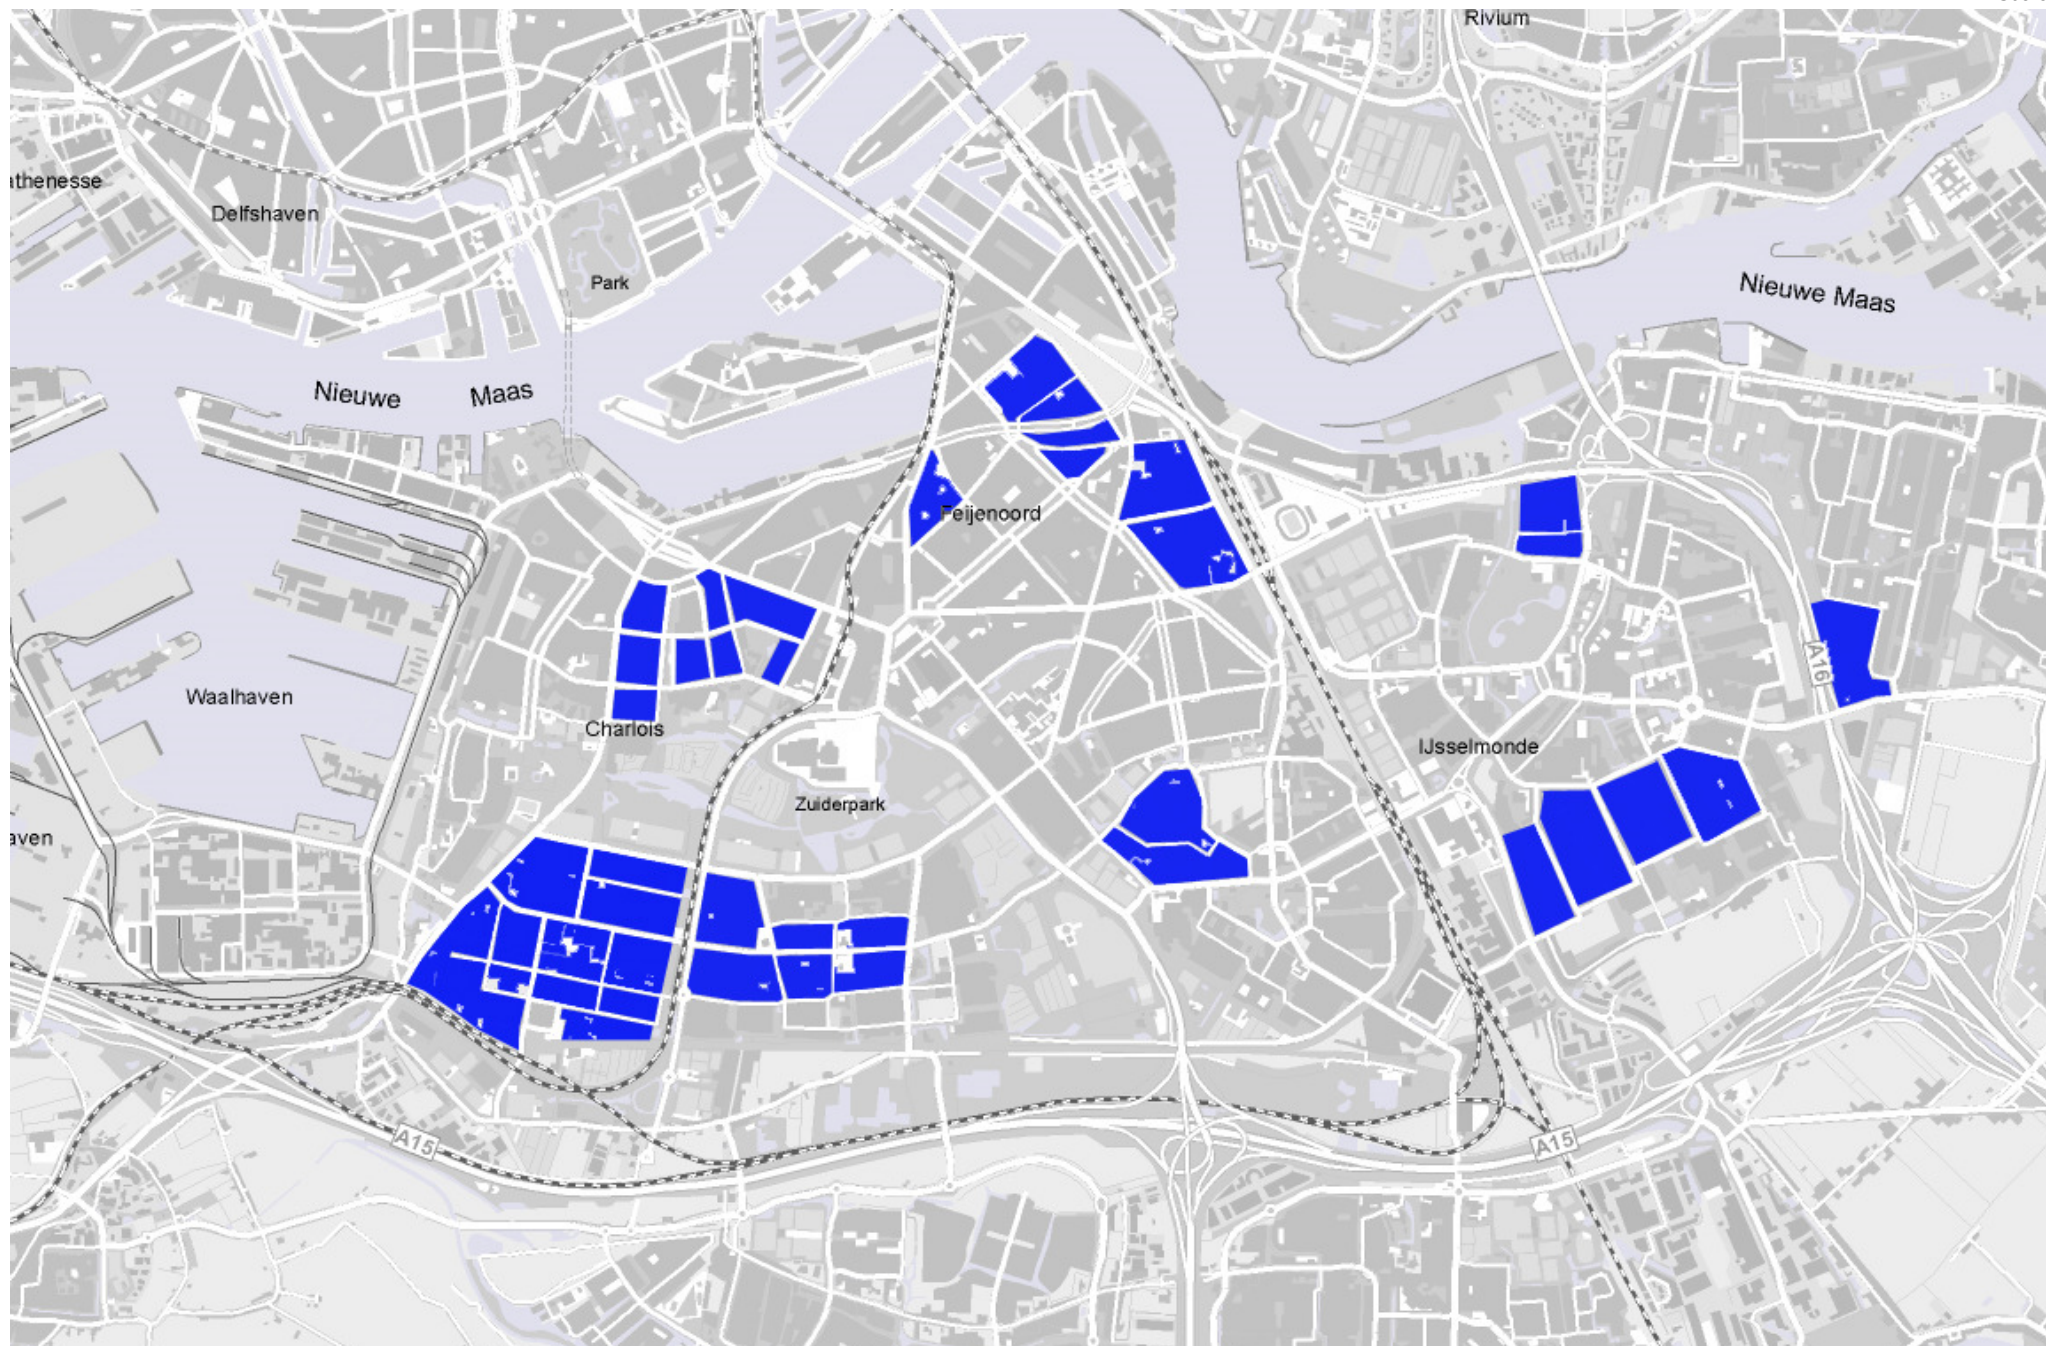 Rivium
athenesse
Delfshaven
Park
Nieuwe Maas
Nieuwe Maas
Feijenoord
A16
Waalhaven
Charlois
IJsselmonde
Zuiderpark
aven
A15
A15